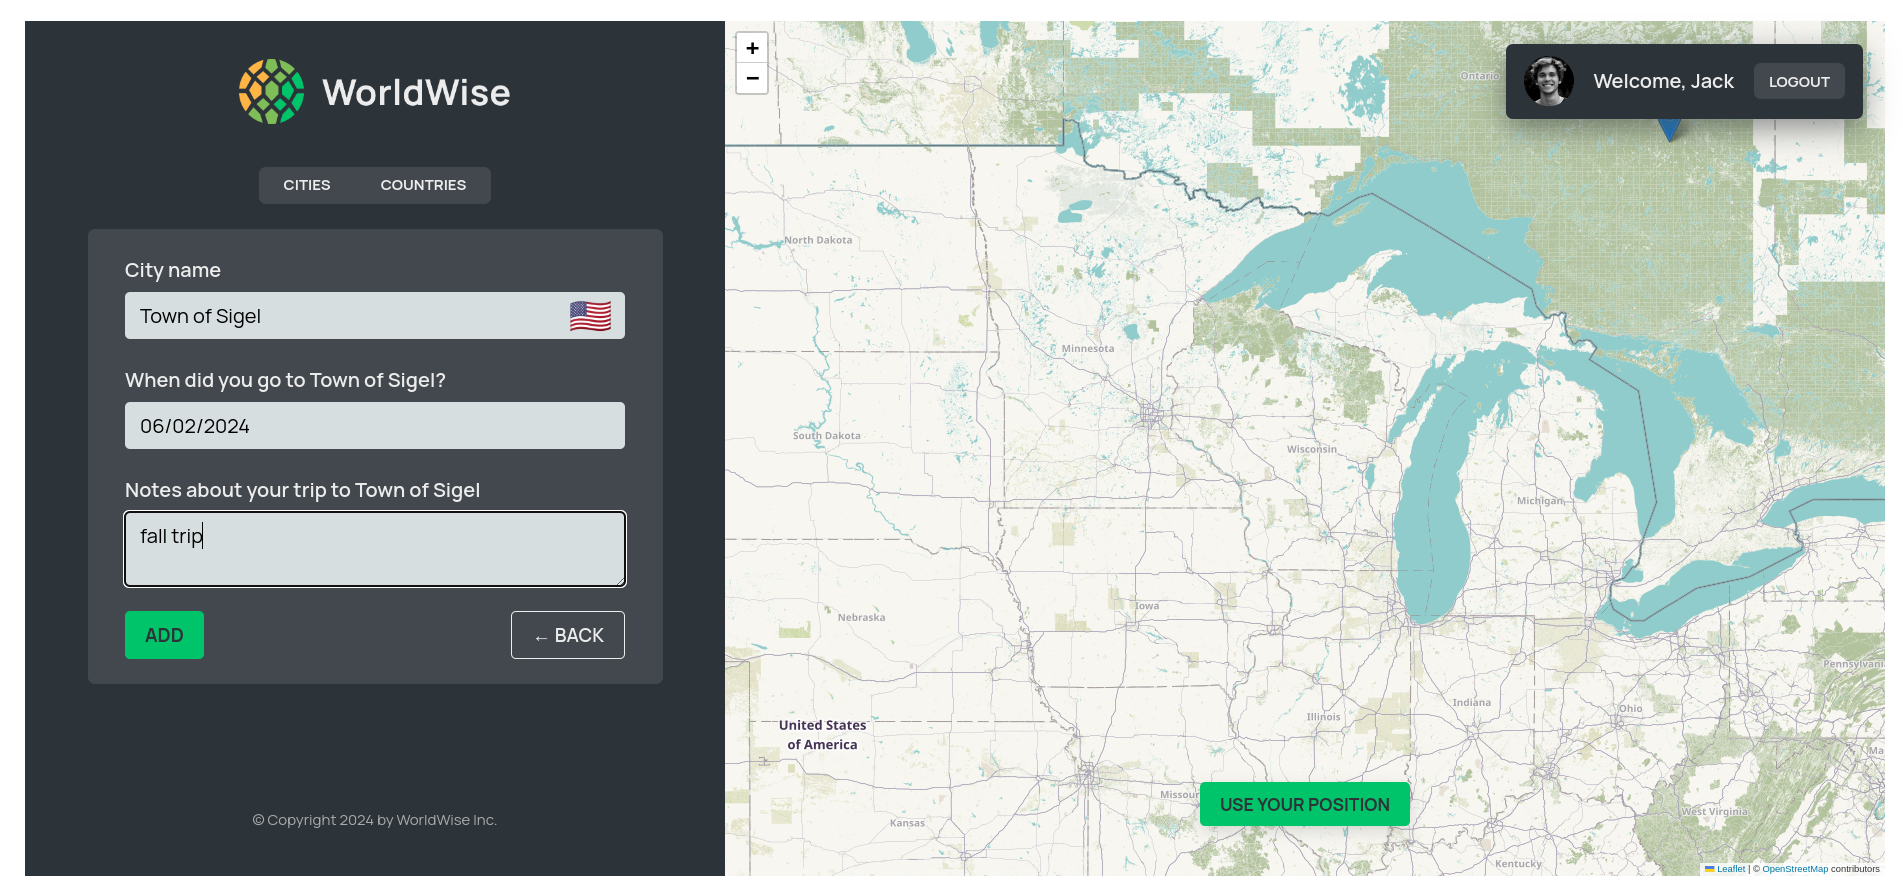 WorldWise
CITIES COUNTRIES
City name
Town of Sigel
When did you go to Town of Sigel?
06/02/2024
Notes about your trip to Town of Sigel
fall trip
ADD
← BACK
© Copyright 2024 by WorldWise Inc.
+
−
Welcome, Jack
LOGOUT
Ontario
North Dakota
Minnesota
South Dakota
Wisconsin
Michigan
Iowa
Nebraska
Pennsylvania
Indiana
Ohio
Illinois
United States
of America
Ma
Missour
USE YOUR POSITION
West Virginia
Kansas
Kentucky
Leaflet | © OpenStreetMap contributors